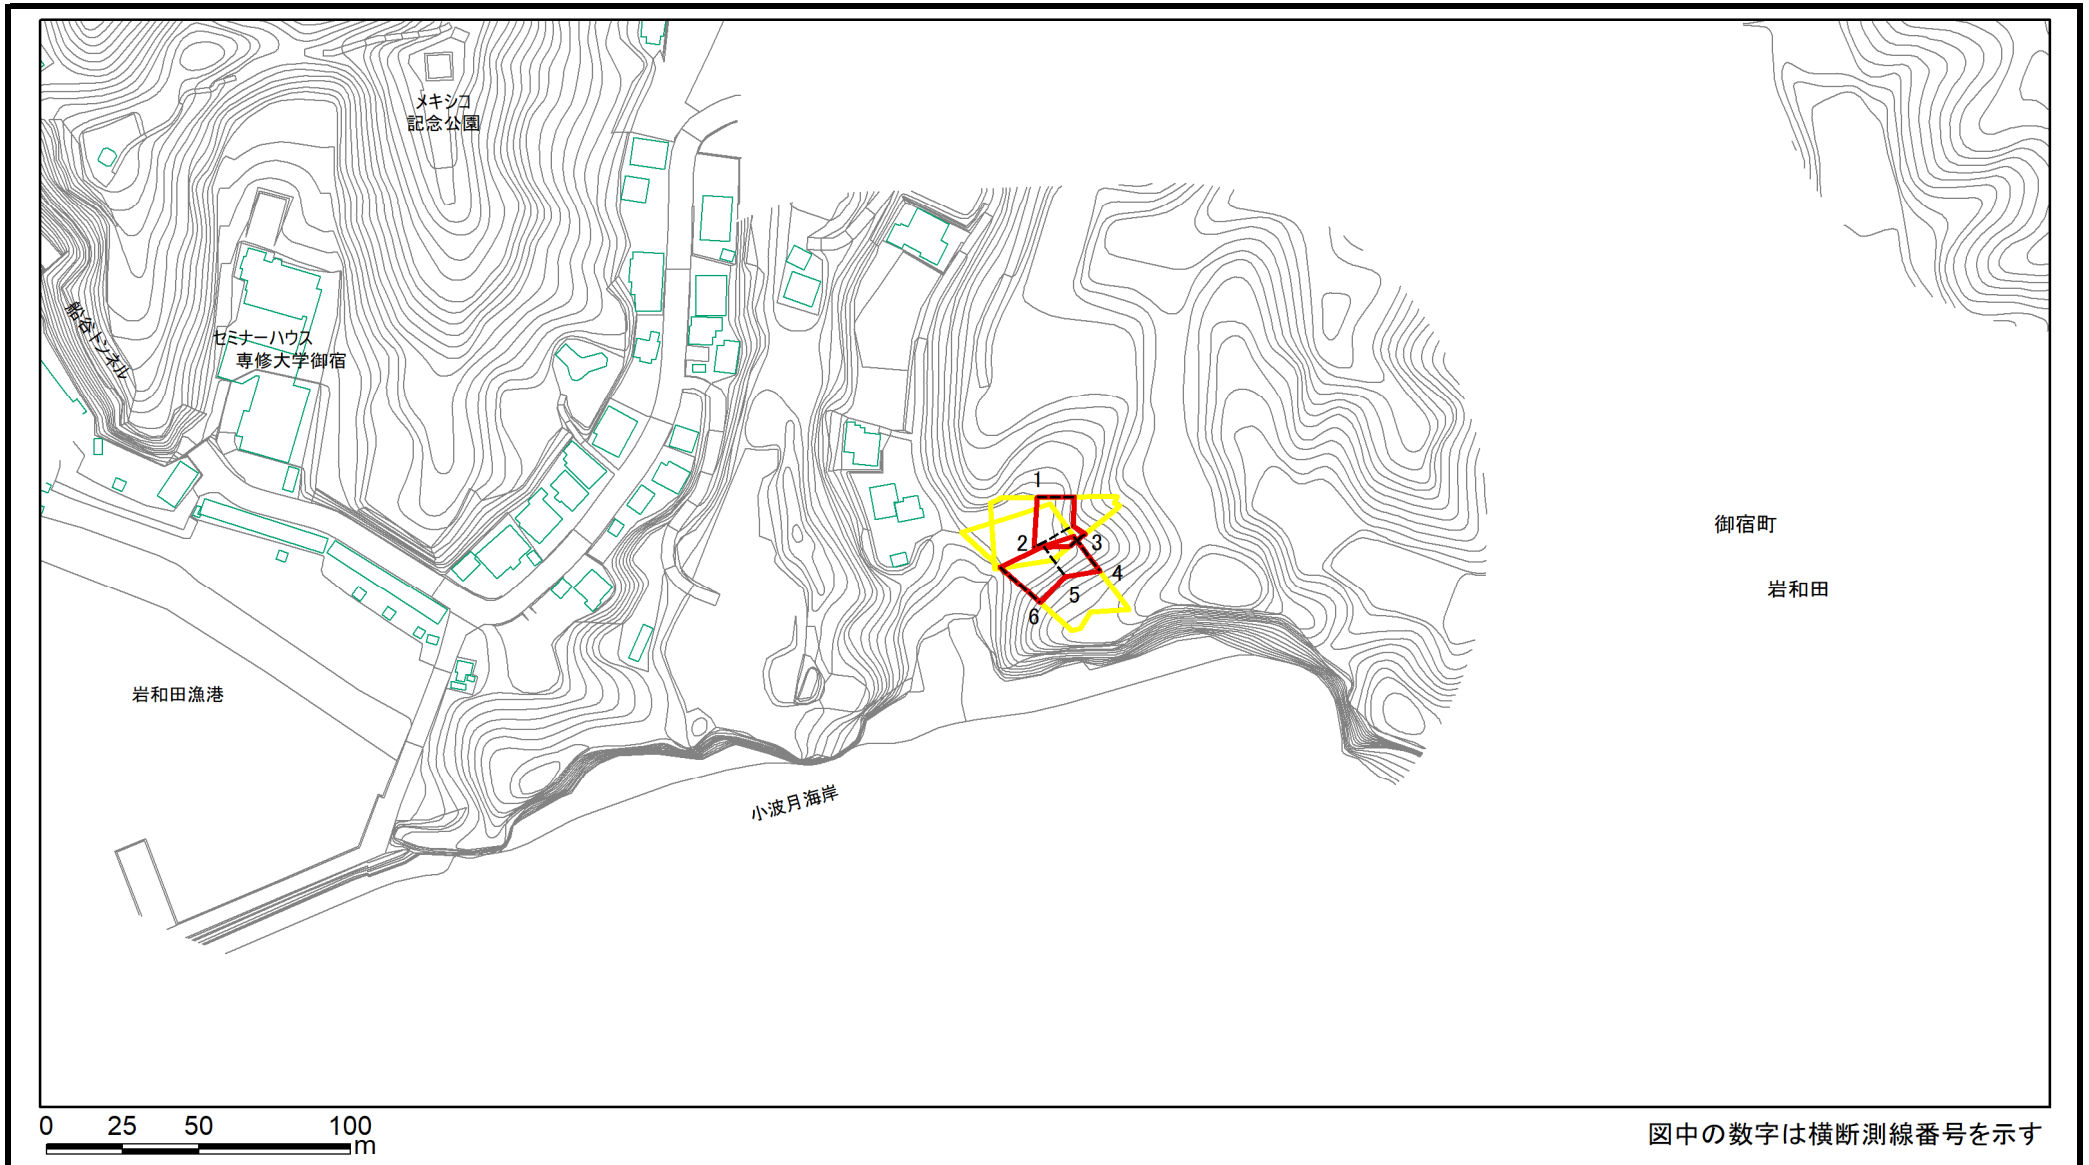 メキシコ
記念公園
船谷トンネル
セミナーハウス
専修大学御宿
1
2
3
4
5
6
御宿町
岩和田
岩和田漁港
小波月海岸
0 25 50 100
m
図中の数字は横断測線番号を示す